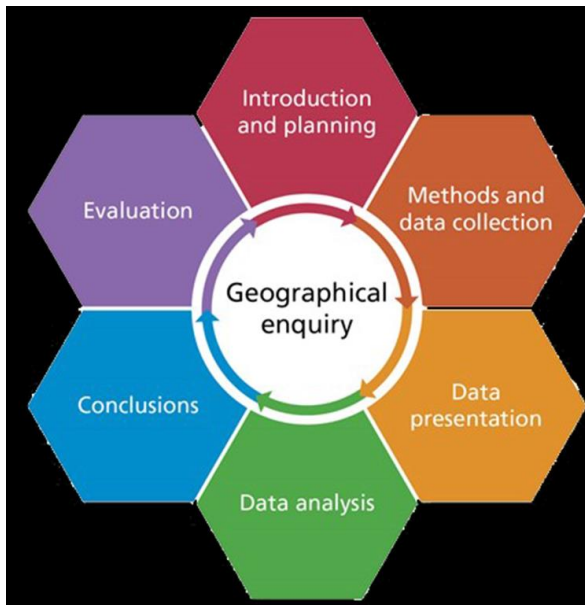 Introduction
and planning
Methods and
data collection
Data
presentation
Data analysis
Conclusions
Evaluation
Geographical
enquiry